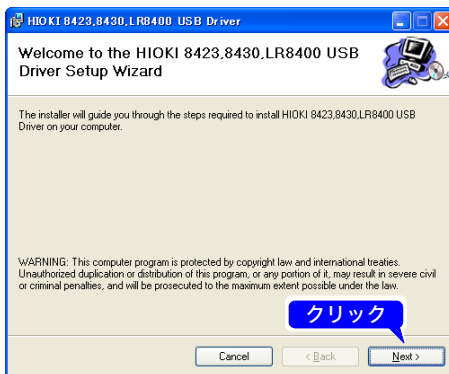 HIOKI 8423,8430,LR8400 USB Driver
Welcome to the HIOKI 8423,8430,LR8400 USB
Driver Setup Wizard
The installer will guide you through the steps required to install HIOKI 8423,8430,LR8400 USB
Driver on your computer.
WARNING: This computer program is protected by copyright law and international treaties.
Unauthorized duplication or distribution of this program, or any portion of it, may result in severe civil
or criminal penalties, and will be prosecuted to the maximum extent possible under the law.
クリック
Cancel < Back Next >